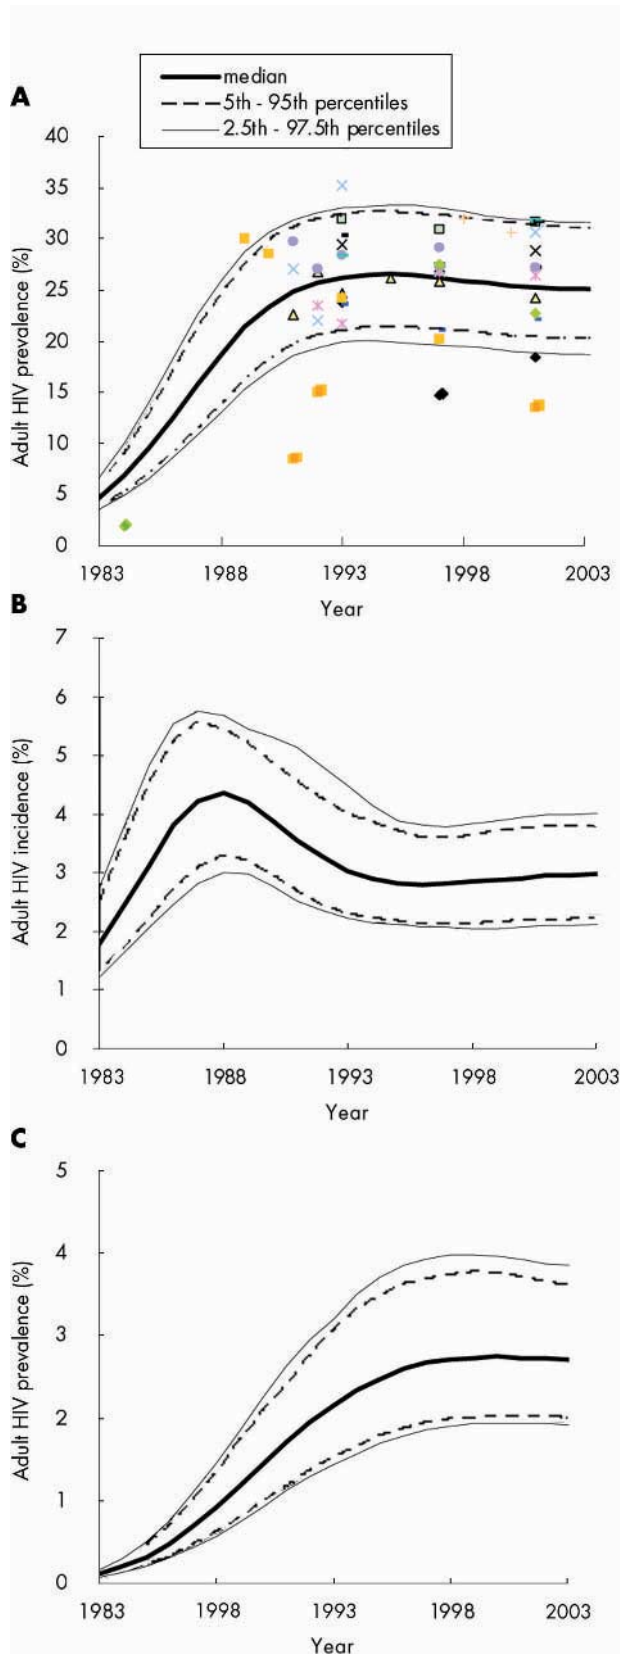 median
5th - 95th percentiles
2.5th - 97.5th percentiles
A
40
35
30
25
20
15
10
5
0
Adult HIV prevalence (%)
1983 1988 1993 1998 2003
Year
B
7
6
5
4
3
2
1
0
Adult HIV incidence (%)
1983 1988 1993 1998 2003
Year
C
5
4
3
2
1
0
Adult HIV prevalence (%)
1983 1998 1993 1998 2003
Year